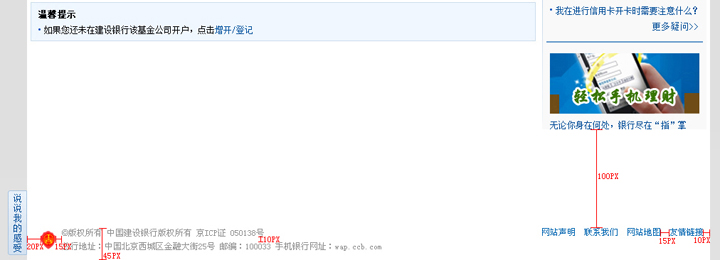 温馨提示
• 如果您还未在建设银行该基金公司开户，点击增开/登记
• 我在进行信用卡开卡时需要注意什么?
更多疑问>>
轻松手机理财
无论你身在何处，银行尽在“指”掌
100PX
说说我的感受
©版权所有 中国建设银行版权所有 京ICP证 050138号
网站声明 联系我们 网站地图 友情链接
20PX
15PX
行地址：中国北京西城区金融大街25号 邮编：100033 手机银行网址：wap.ccb.com
10PX
15PX
10PX
45PX